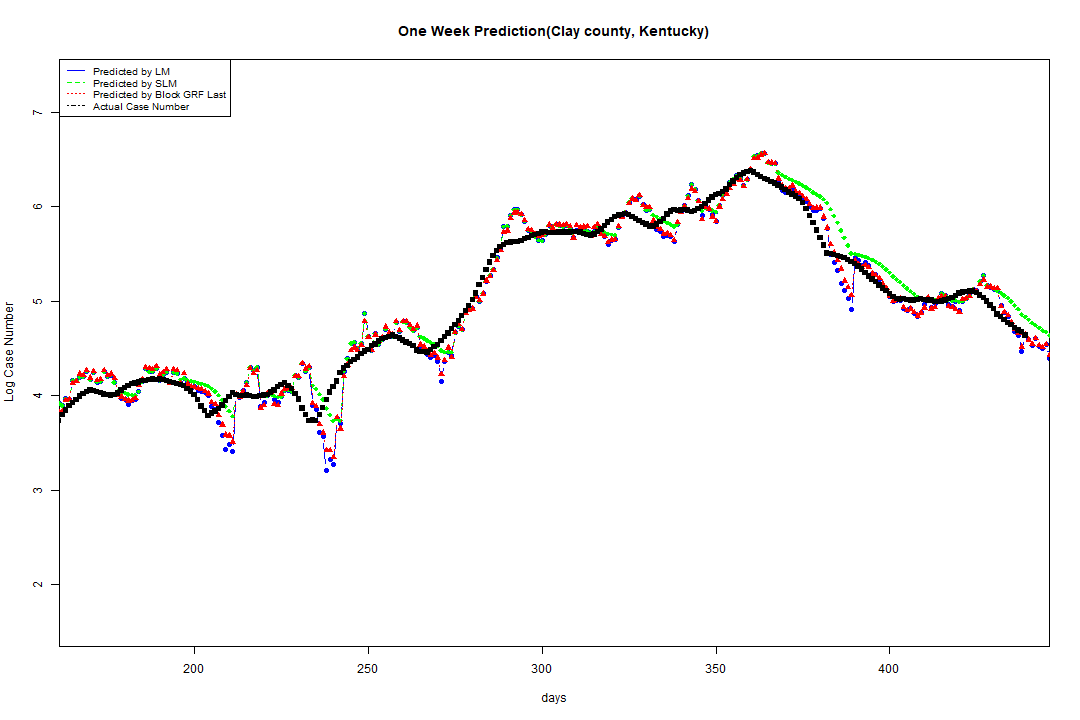 One Week Prediction(Clay county, Kentucky)
Predicted by LM
Predicted by SLM
Predicted by Block GRF Last
Actual Case Number
Log Case Number
7
6
5
4
3
2
200 250 300 350 400
days